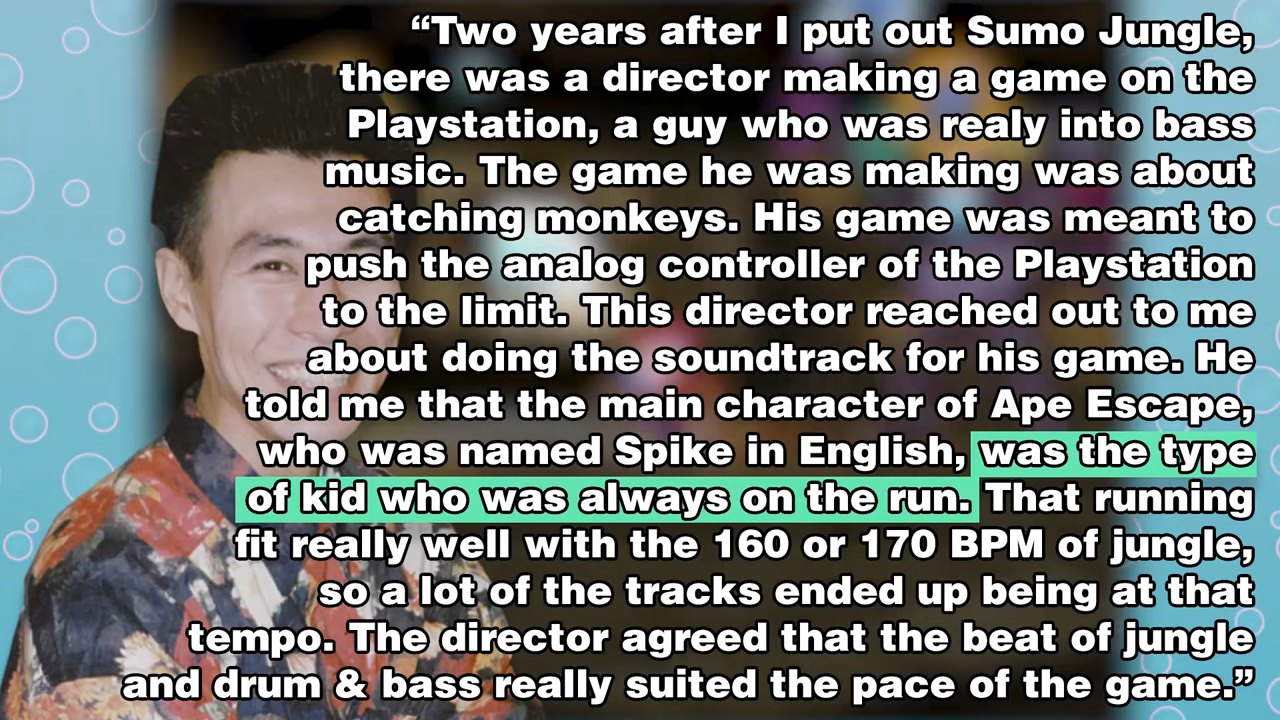 “Two years after I put out Sumo Jungle,
there was a director making a game on the
Playstation, a guy who was realy into bass
music. The game he was making was about
catching monkeys. His game was meant to
push the analog controller of the Playstation
to the limit. This director reached out to me
about doing the soundtrack for his game. He
told me that the main character of Ape Escape,
who was named Spike in English, was the type
of kid who was always on the run. That running
fit really well with the 160 or 170 BPM of jungle,
so a lot of the tracks ended up being at that
tempo. The director agreed that the beat of jungle
and drum & bass really suited the pace of the game.”